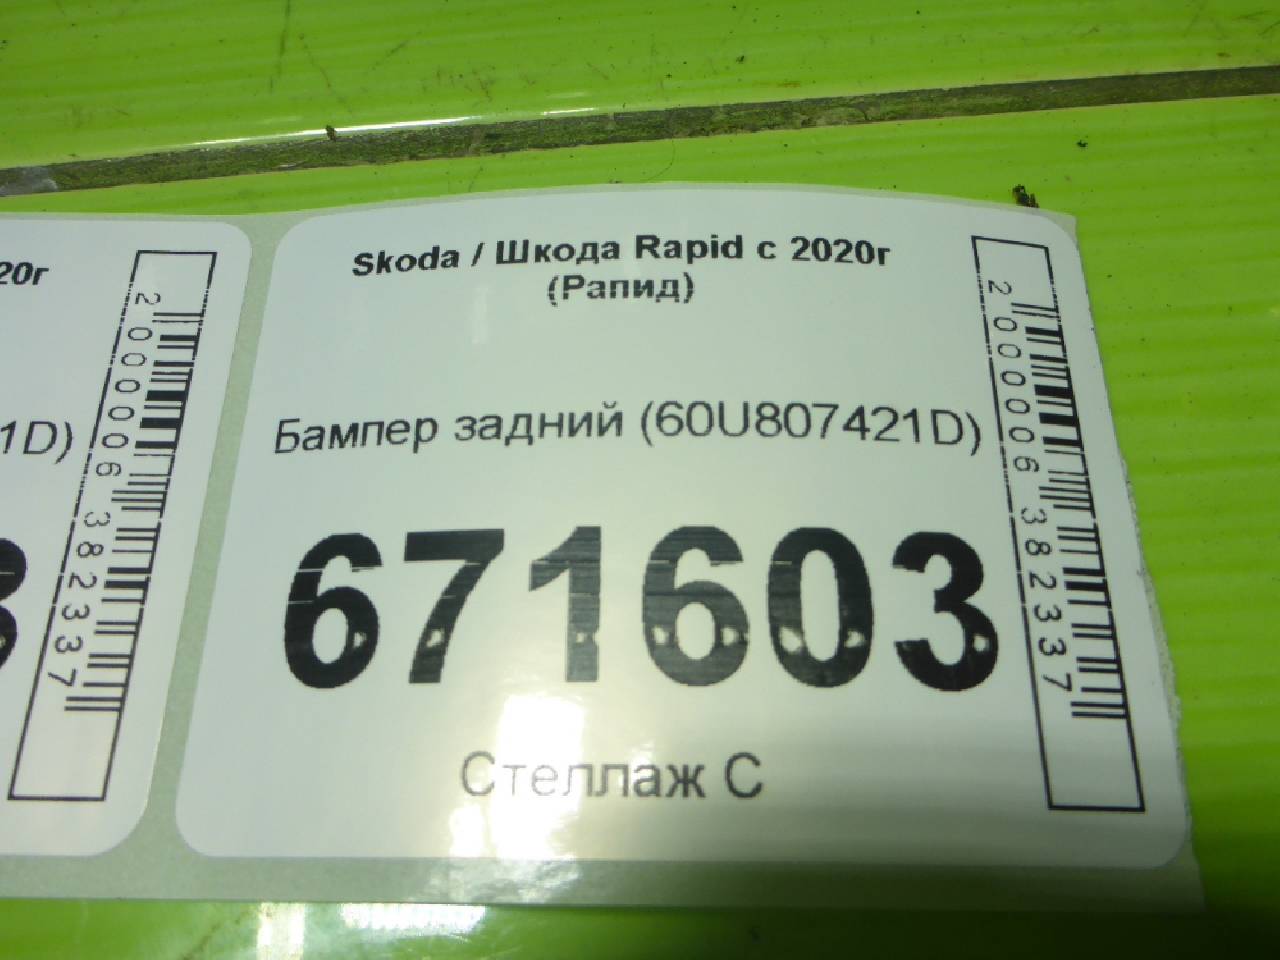 20г
1D)
2000006382337
Skoda / Шкода Rapid с 2020г
(Рапид)
Бампер задний (60U807421D)
671603
Стеллаж С
2000006382337